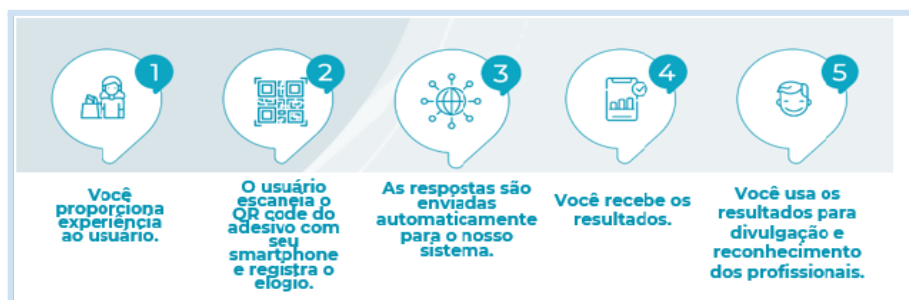 1
Você
proporciona
experiência
ao usuário.
2
O usuário
escaneia o
QR code do
adesivo com
seu
smartphone
e registra o
elogio.
3
As respostas são
enviadas
automaticamente
para o nosso
sistema.
4
Você recebe os
resultados.
5
Você usa os
resultados para
divulgação e
reconhecimento
dos profissionais.